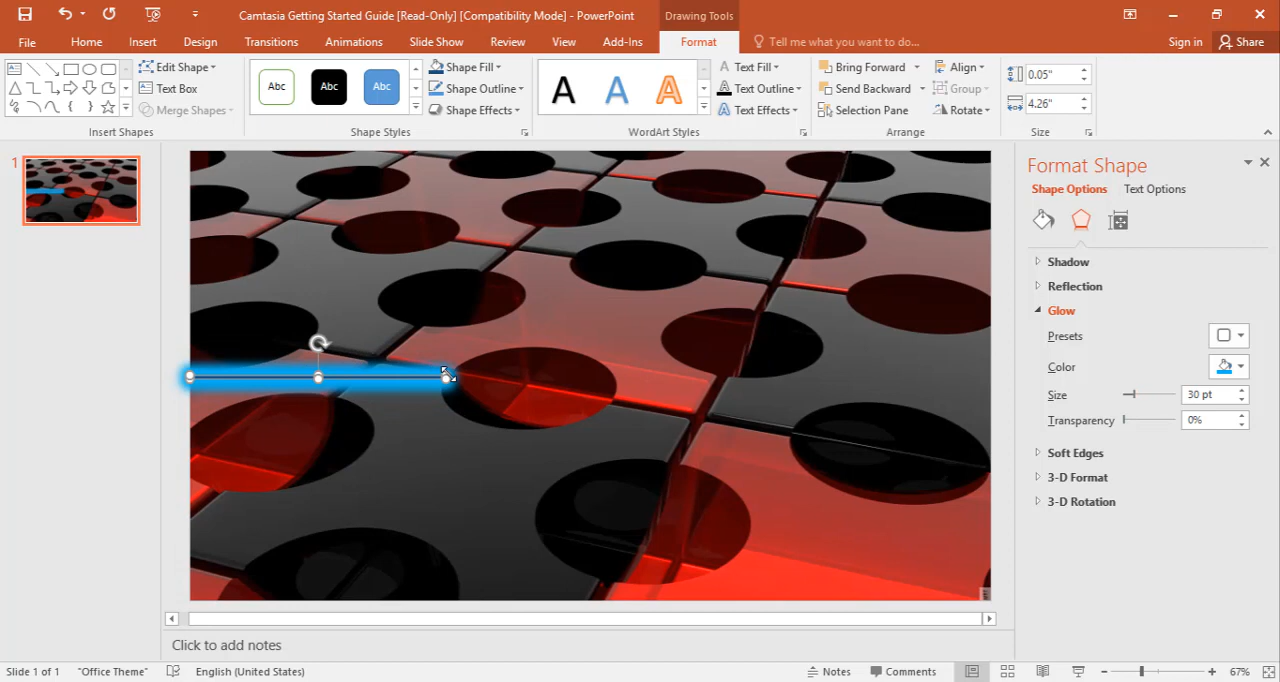 Camtasia Getting Started Guide [Read-Only] [Compatibility Mode] - PowerPoint
Drawing Tools
File Home Insert Design Transitions Animations Slide Show Review View Add-Ins Format Tell me what you want to do... Sign in Share
Edit Shape
Text Box
Merge Shapes
Insert Shapes
Abc Abc Abc
Shape Fill
Shape Outline
Shape Effects
Shape Styles
A A A
Text Fill
Text Outline
Text Effects
WordArt Styles
Bring Forward
Send Backward
Selection Pane
Align
Group
Rotate
Arrange
0.05"
4.26"
Size
1
Format Shape
Shape Options Text Options
Shadow
Reflection
Glow
Presets
Color
Size 30 pt
Transparency 0%
Soft Edges
3-D Format
3-D Rotation
Click to add notes
Slide 1 of 1 "Office Theme" English (United States) Notes Comments 67%